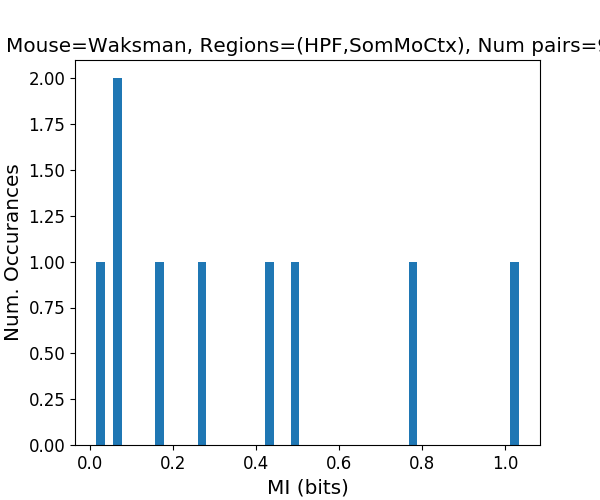 Mouse=Waksman, Regions=(HPF,SomMoCtx), Num pairs=9
2.00
1.75
1.50
1.25
1.00
0.75
0.50
0.25
0.00
Num. Occurances
0.0 0.2 0.4 0.6 0.8 1.0
MI (bits)